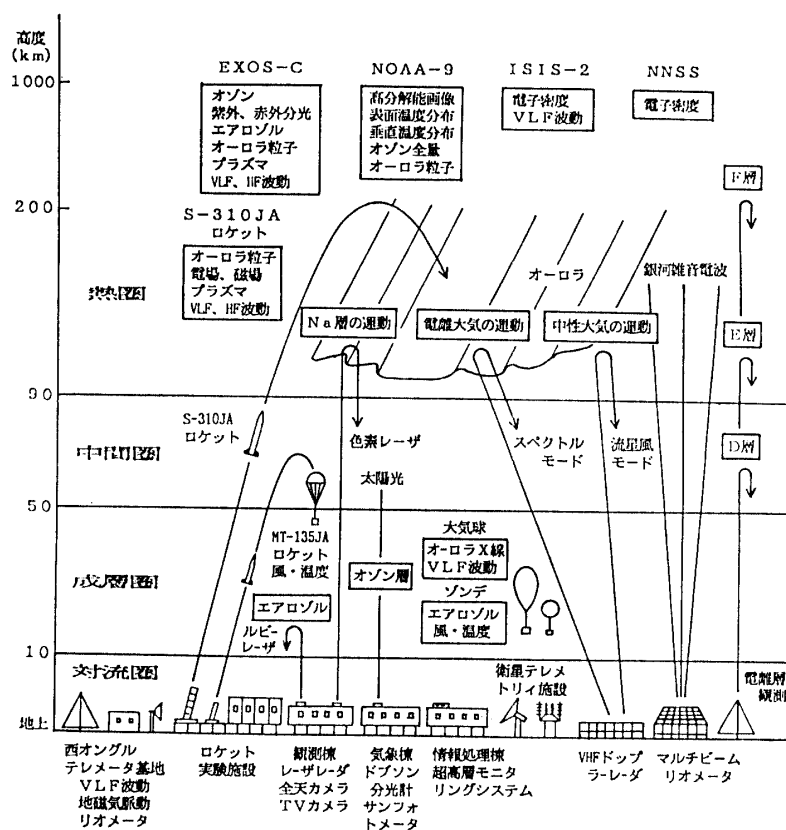 高度
(km)
1000
200
90
50
10
地上
熱圏
中間圏
成層圏
対流圏
EXOS-C
オゾン
紫外、赤外分光
エアロゾル
オーロラ粒子
プラズマ
VLF、HF波動
NOAA-9
高分解能画像
表面温度分布
垂直温度分布
オゾン全量
オーロラ粒子
ISIS-2
電子密度
VLF波動
NNSS
電子密度
S-310JA
ロケット
オーロラ粒子
電場、磁場
プラズマ
VLF、HF波動
F層
オーロラ
銀河雑音電波
Na層の運動
電離大気の運動
中性大気の運動
E層
S-310JA
ロケット
色素レーザ
スペクトル
モード
流星風
モード
D層
太陽光
MT-135JA
ロケット
風・温度
大気球
オーロラX線
VLF波動
オゾン層
ゾンデ
エアロゾル
風・温度
エアロゾル
ルビー
レーザ
衛星テレメ
トリィ施設
電離層
観測
西オングル
テレメータ基地
VLF波動
地磁気脈動
リオメータ
ロケット
実験施設
観測棟
レーザレーダ
全天カメラ
TVカメラ
気象棟
ドブソン
分光計
サンフォ
トメータ
情報処理棟
超高層モニタ
リングシステム
VHFドップ
ラーレーダ
マルチビーム
リオメータ